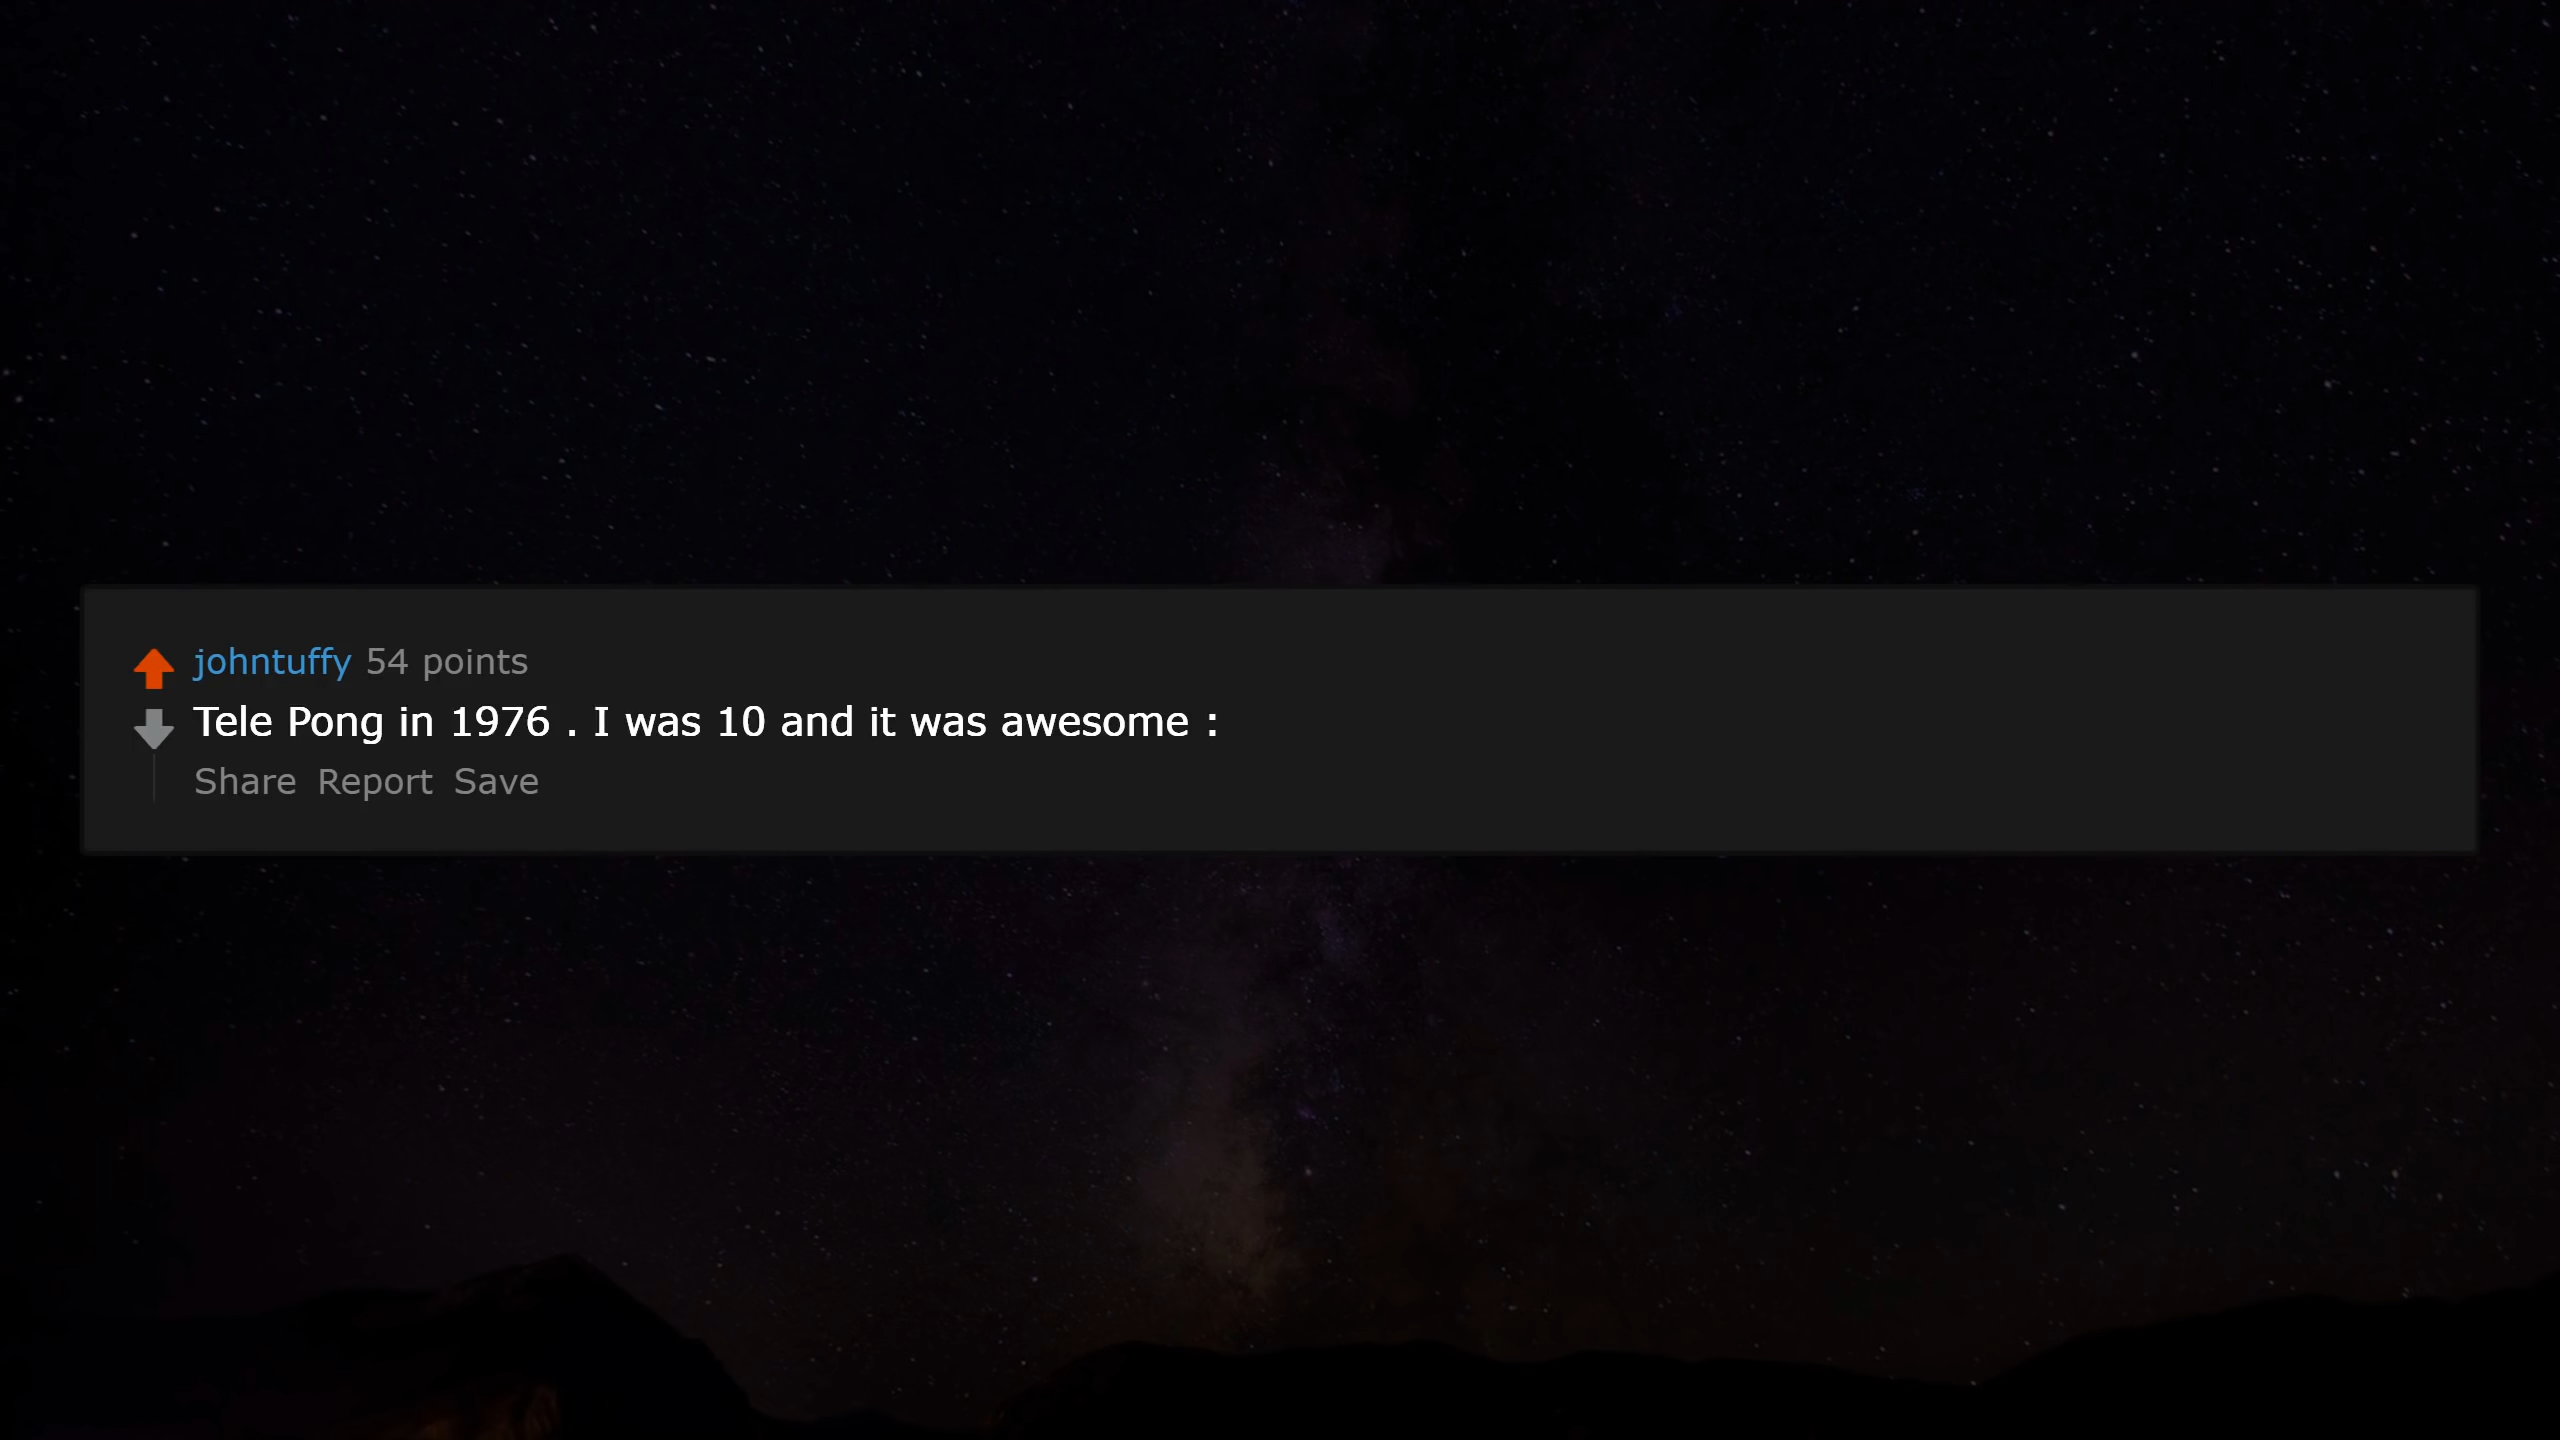 johntuffy 54 points
Tele Pong in 1976 . I was 10 and it was awesome :
Share Report Save